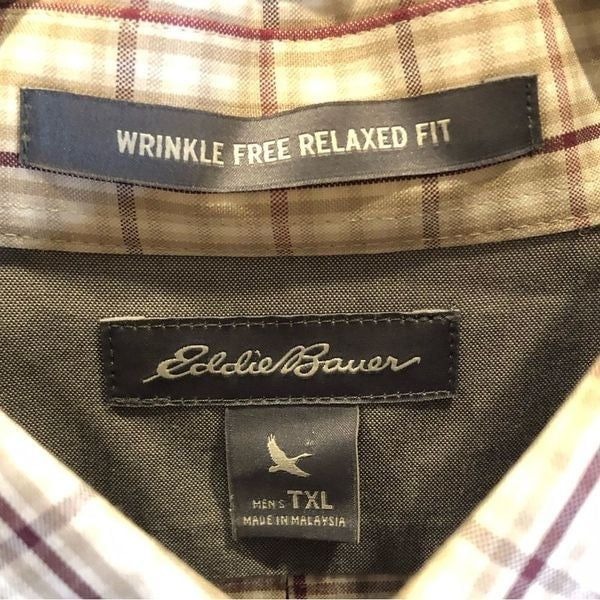 WRINKLE FREE RELAXED FIT
Eddie Bauer
MEN'S TXL
MADE IN MALAYSIA